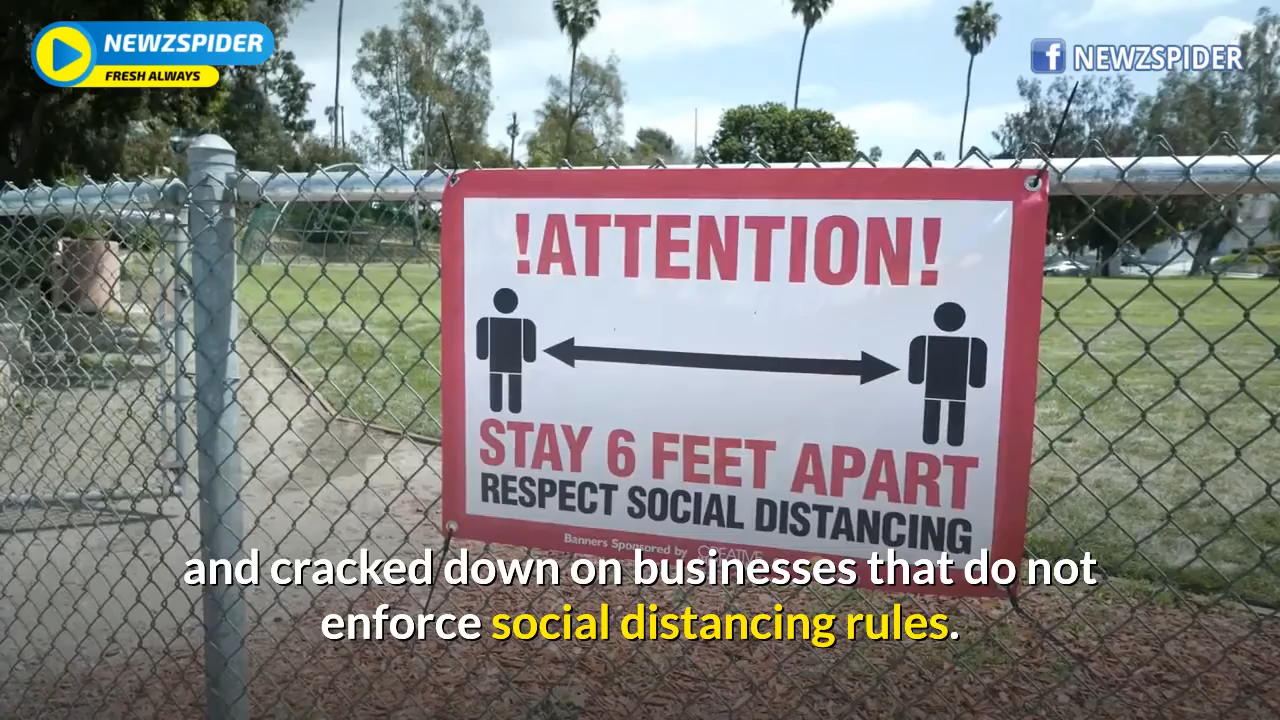 NEWZSPIDER
FRESH ALWAYS
f NEWZSPIDER
!ATTENTION!
STAY 6 FEET APART
RESPECT SOCIAL DISTANCING
Banners Sponsored by CREATIVE
and cracked down on businesses that do not
enforce social distancing rules.